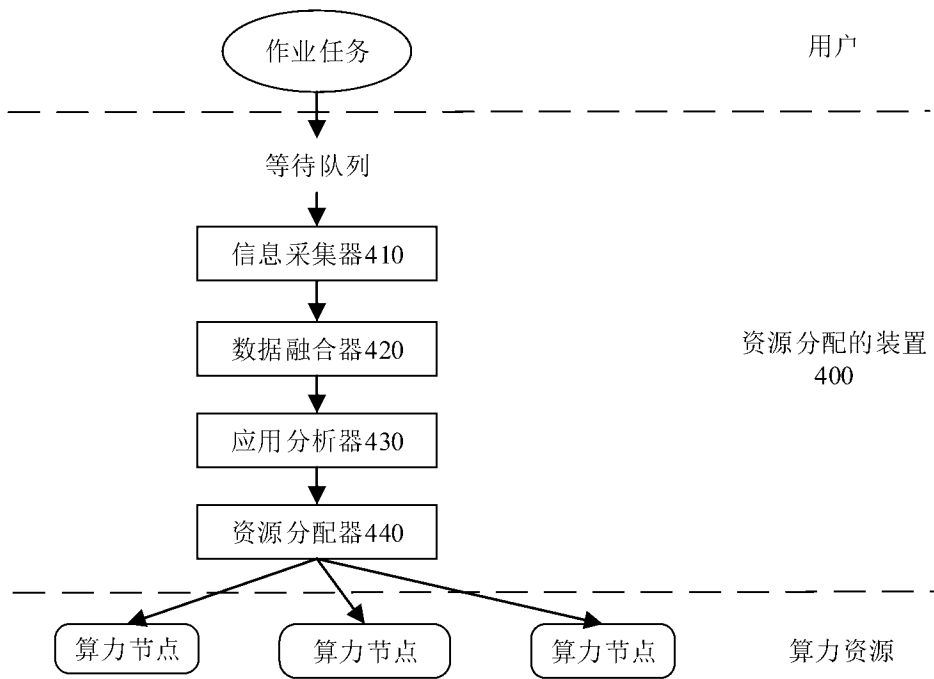 作业任务
用户
等待队列
信息采集器410
数据融合器420
资源分配的装置
400
应用分析器430
资源分配器440
算力节点
算力节点
算力节点
算力资源